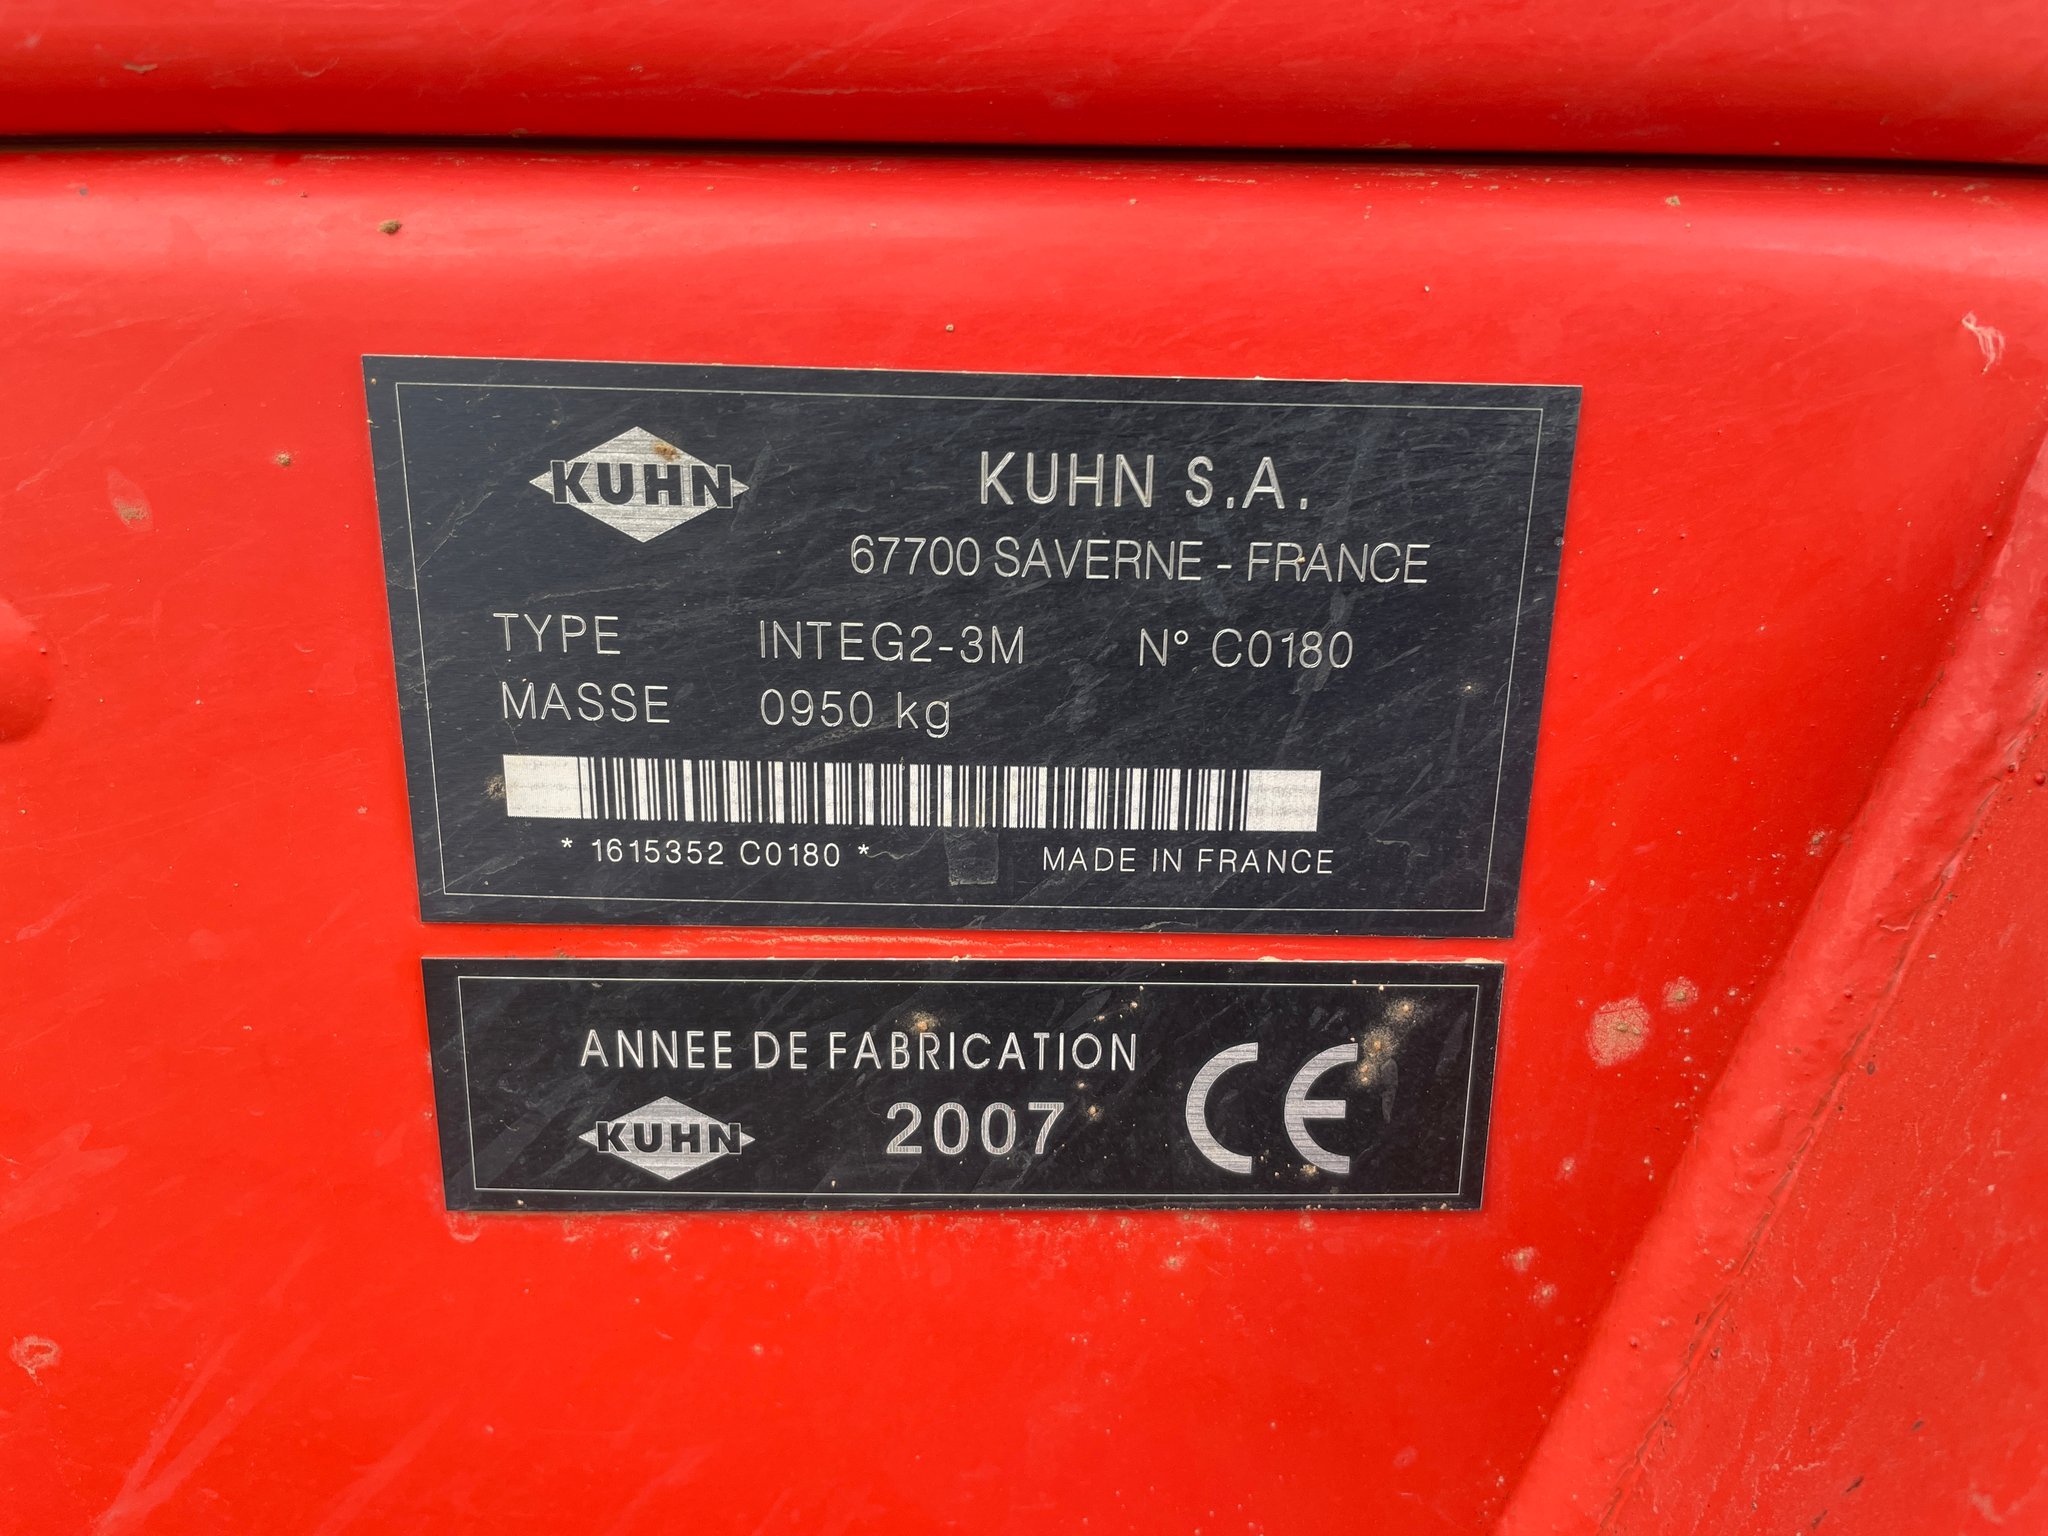 KUHN
KUHN S.A.
67700 SAVERNE - FRANCE
TYPE INTEG2-3M N° C0180
MASSE 0950 kg
* 1615352 C0180 *
MADE IN FRANCE
ANNEE DE FABRICATION
KUHN
2007
CE